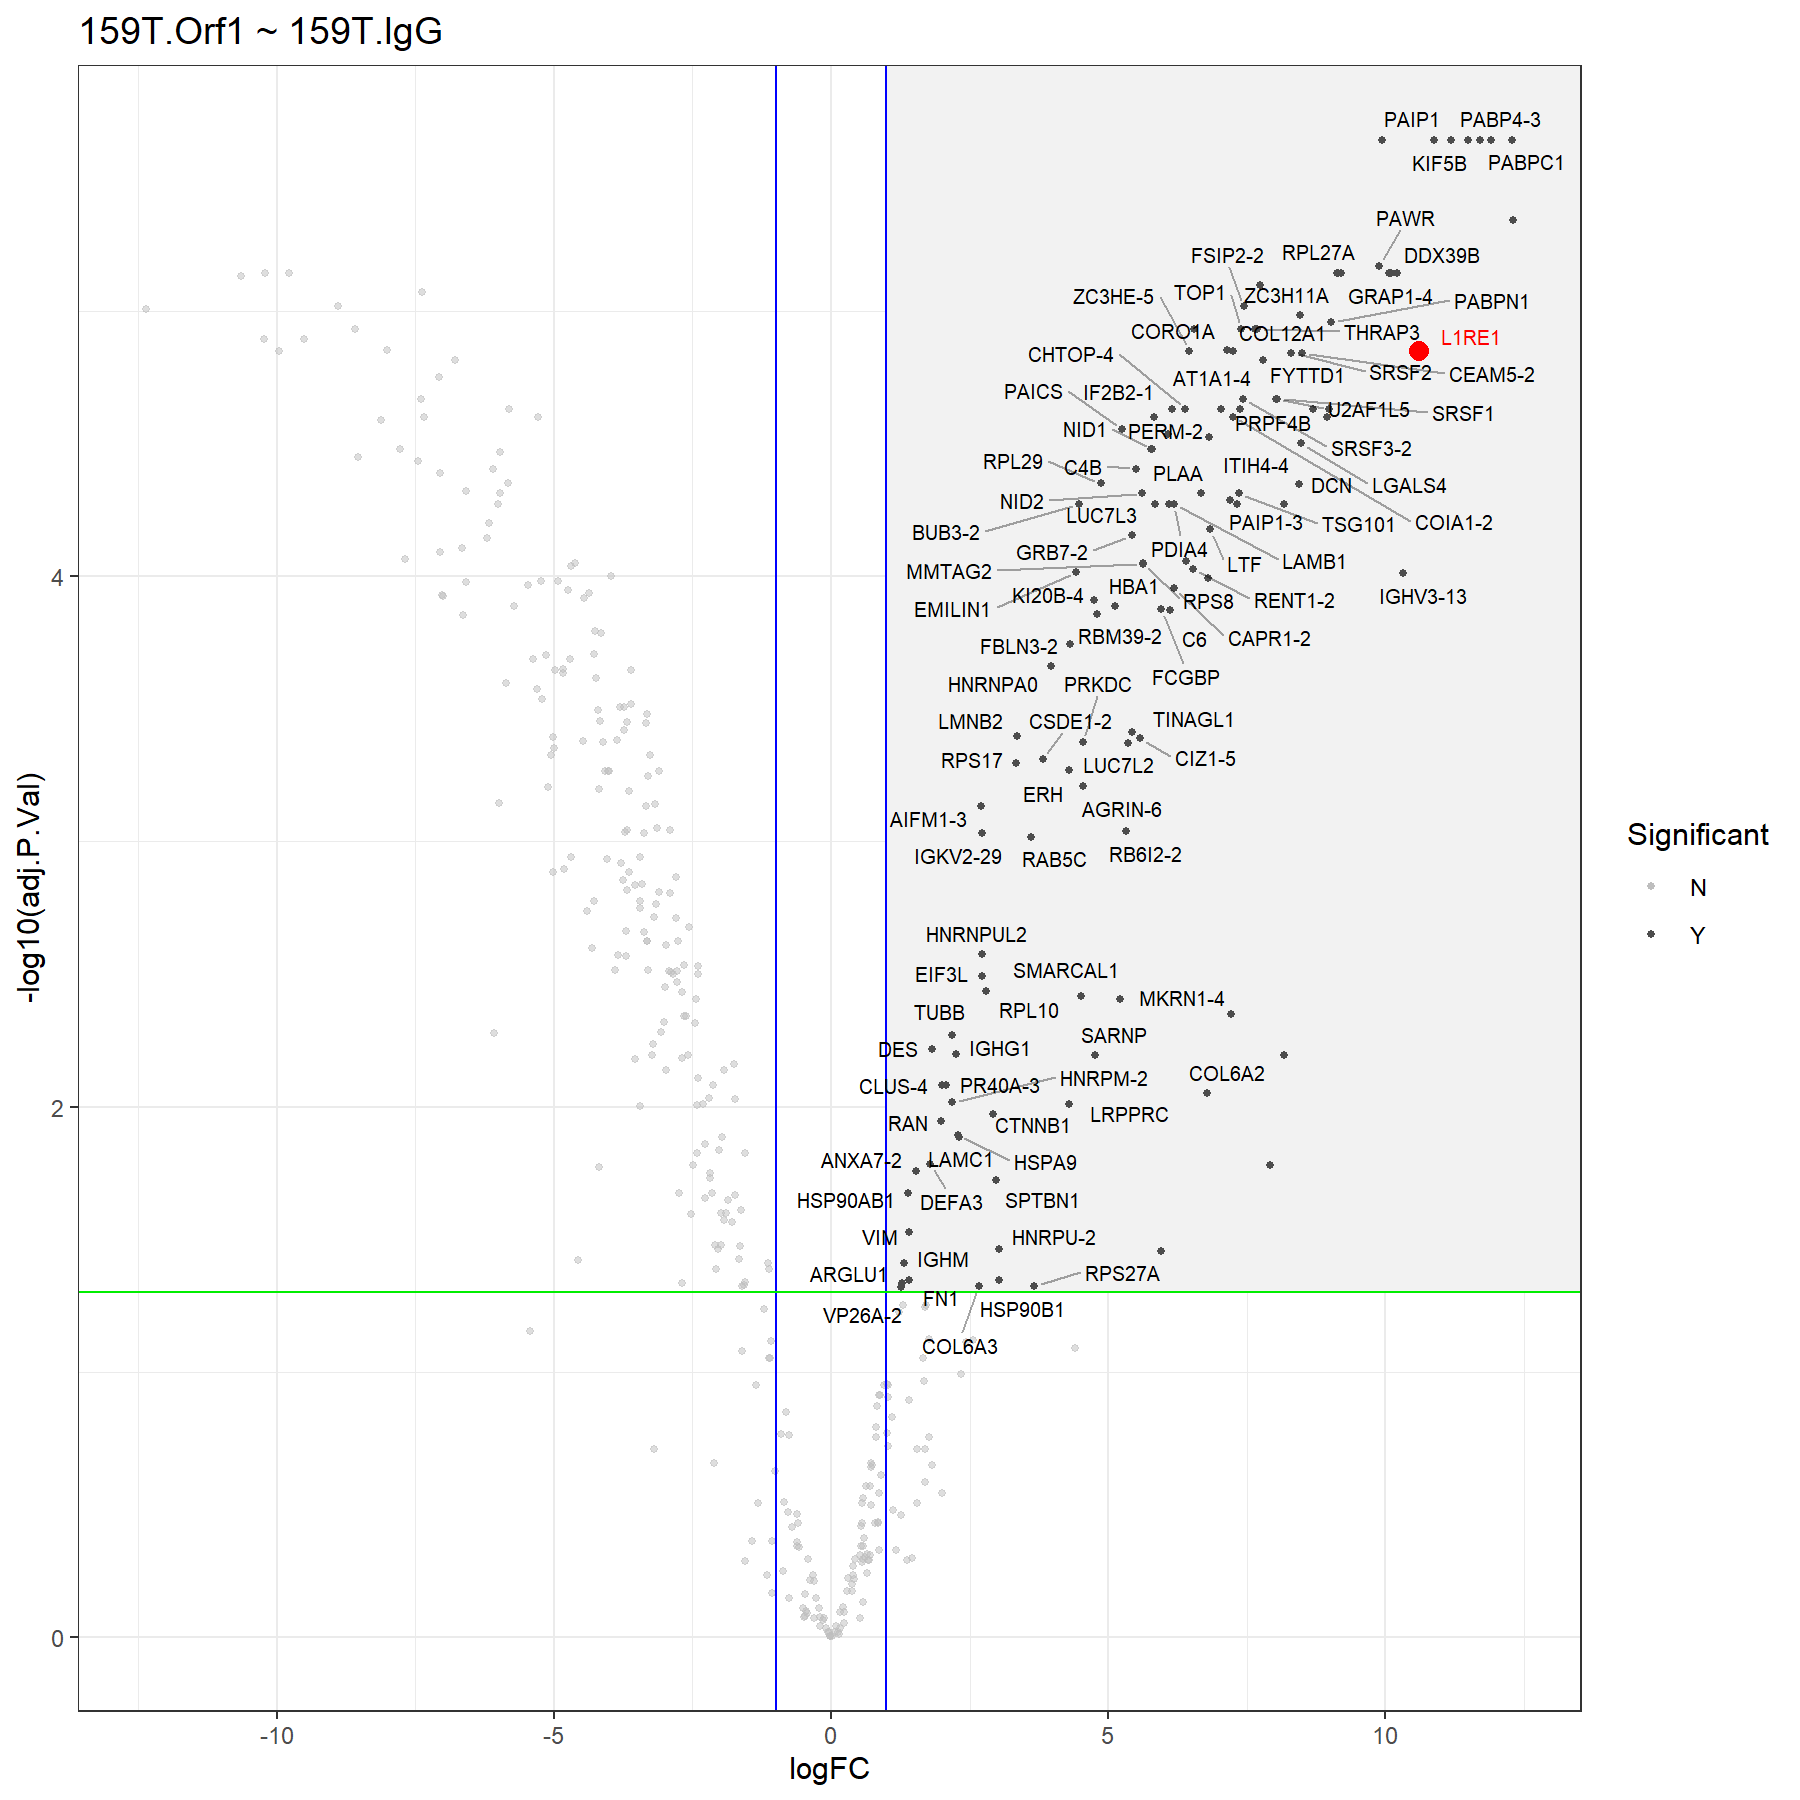 159T.Orf1 ~ 159T.IgG
PAIP1
PABP4-3
KIF5B
PABPC1
PAWR
FSIP2-2
RPL27A
DDX39B
ZC3HE-5
TOP1
ZC3H11A
GRAP1-4
PABPN1
CORO1A
COL12A1
THRAP3
L1RE1
CHTOP-4
AT1A1-4
FYTTD1
SRSF2
CEAM5-2
PAICS
IF2B2-1
U2AF1L5
SRSF1
NID1
PERM-2
PRPF4B
SRSF3-2
RPL29
C4B
PLAA
ITIH4-4
DCN
LGALS4
NID2
LUC7L3
PAIP1-3
TSG101
COIA1-2
BUB3-2
GRB7-2
PDIA4
LTF
LAMB1
MMTAG2
HBA1
EMILIN1
KI20B-4
RPS8
RENT1-2
IGHV3-13
FBLN3-2
RBM39-2
C6
CAPR1-2
HNRNPA0
PRKDC
FCGBP
LMNB2
CSDE1-2
TINAGL1
RPS17
LUC7L2
CIZ1-5
ERH
AGRIN-6
AIFM1-3
IGKV2-29
RAB5C
RB6I2-2
HNRNPUL2
EIF3L
SMARCAL1
TUBB
RPL10
MKRN1-4
DES
IGHG1
SARNP
CLUS-4
PR40A-3
HNRPM-2
COL6A2
RAN
CTNNB1
LRPPRC
ANXA7-2
LAMC1
HSPA9
HSP90AB1
DEFA3
SPTBN1
VIM
IGHM
HNRPU-2
ARGLU1
RPS27A
VP26A-2
FN1
HSP90B1
COL6A3
4
2
0
-log10(adj.P.Val)
-10
-5
0
5
10
logFC
Significant
N
Y